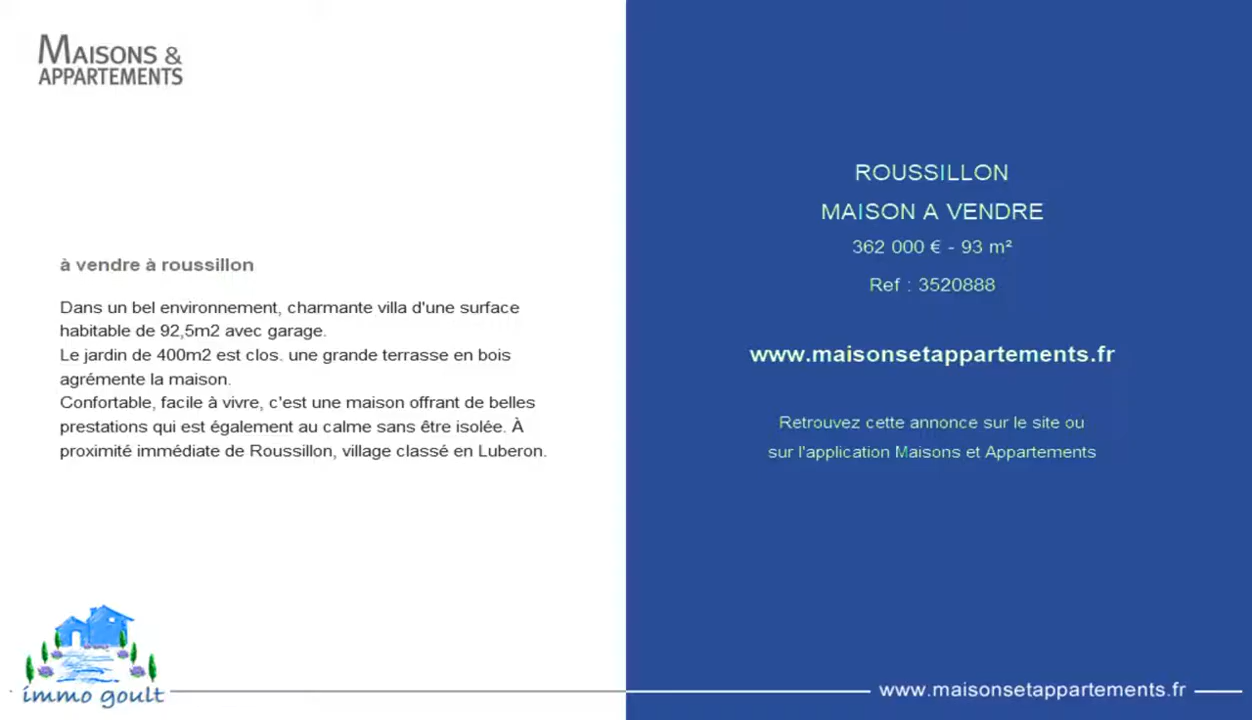 MAISONS &
APPARTEMENTS
à vendre à roussillon
Dans un bel environnement, charmante villa d'une surface
habitable de 92,5m2 avec garage.
Le jardin de 400m2 est clos. une grande terrasse en bois
agrémente la maison.
Confortable, facile à vivre, c'est une maison offrant de belles
prestations qui est également au calme sans être isolée. À
proximité immédiate de Roussillon, village classé en Luberon.
immo goult
ROUSSILLON
MAISON A VENDRE
362 000 € - 93 m²
Ref : 3520888
www.maisonsetappartements.fr
Retrouvez cette annonce sur le site ou
sur l'application Maisons et Appartements
www.maisonsetappartements.fr